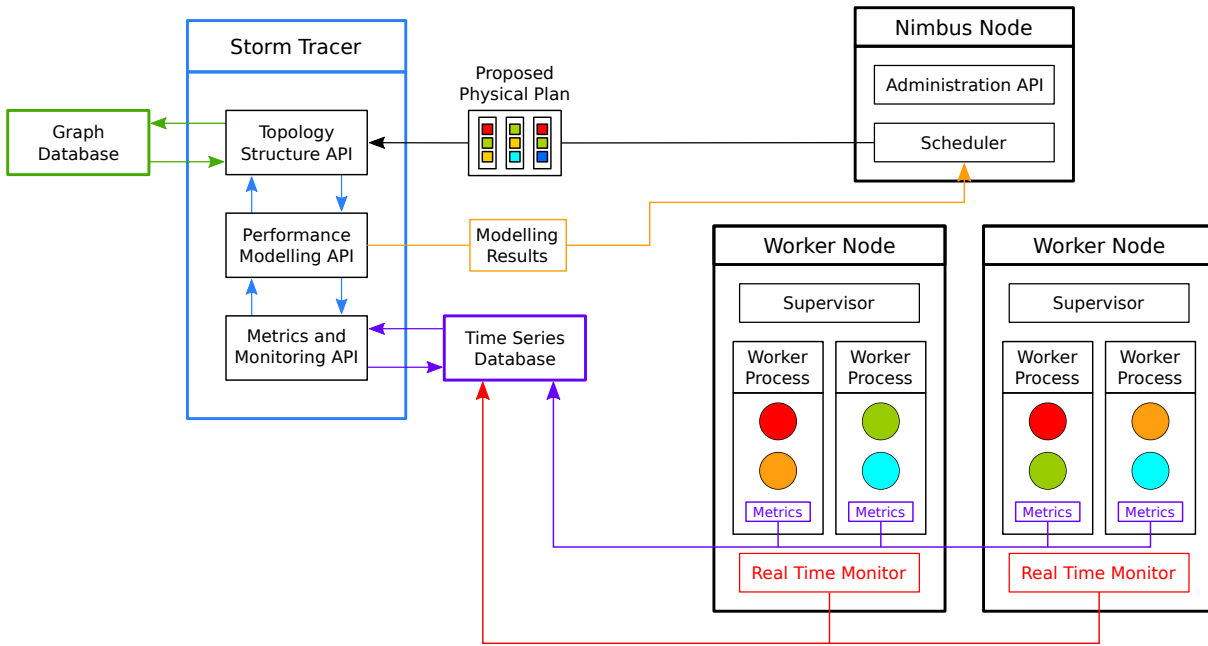 Storm Tracer
Graph
Database
Topology
Structure API
Performance
Modelling API
Metrics and
Monitoring API
Proposed
Physical Plan
Modelling
Results
Time Series
Database
Nimbus Node
Administration API
Scheduler
Worker Node
Supervisor
Worker
Process
Metrics
Worker
Process
Metrics
Real Time Monitor
Worker Node
Supervisor
Worker
Process
Metrics
Worker
Process
Metrics
Real Time Monitor